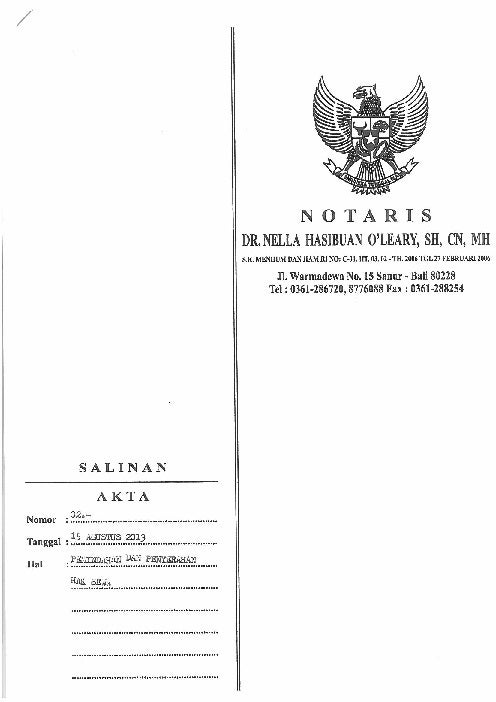 NOTARIS
DR. NELLA HASIBUAN O'LEARY, SH, CN, MH
S.K. MENHUM DAN HAM RI NO: C-31. HT. 03. 02 - TH. 2006 TGL 27 FEBRUARI 2006
Jl. Warmadewa No. 15 Sanur - Bali 80228
Tel : 0361-286720, 8776088 Fax : 0361-288254
SALINAN
AKTA
Nomor : 32.-
Tanggal : 15 AGUSTUS 2013
Hal : PEMINDAHAN DAN PENYERAHAN
HAK SEWA